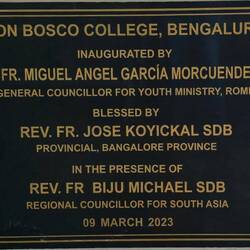 ON BOSCO COLLEGE, BENGALUR
INAUGURATED BY
FR. MIGUEL ANGEL GARCÍA MORCUENDE
GENERAL COUNCILLOR FOR YOUTH MINISTRY, ROM
BLESSED BY
REV. FR. JOSE KOYICKAL SDB
PROVINCIAL, BANGALORE PROVINCE
IN THE PRESENCE OF
REV. FR BIJU MICHAEL SDB
REGIONAL COUNCILLOR FOR SOUTH ASIA
09 MARCH 2023